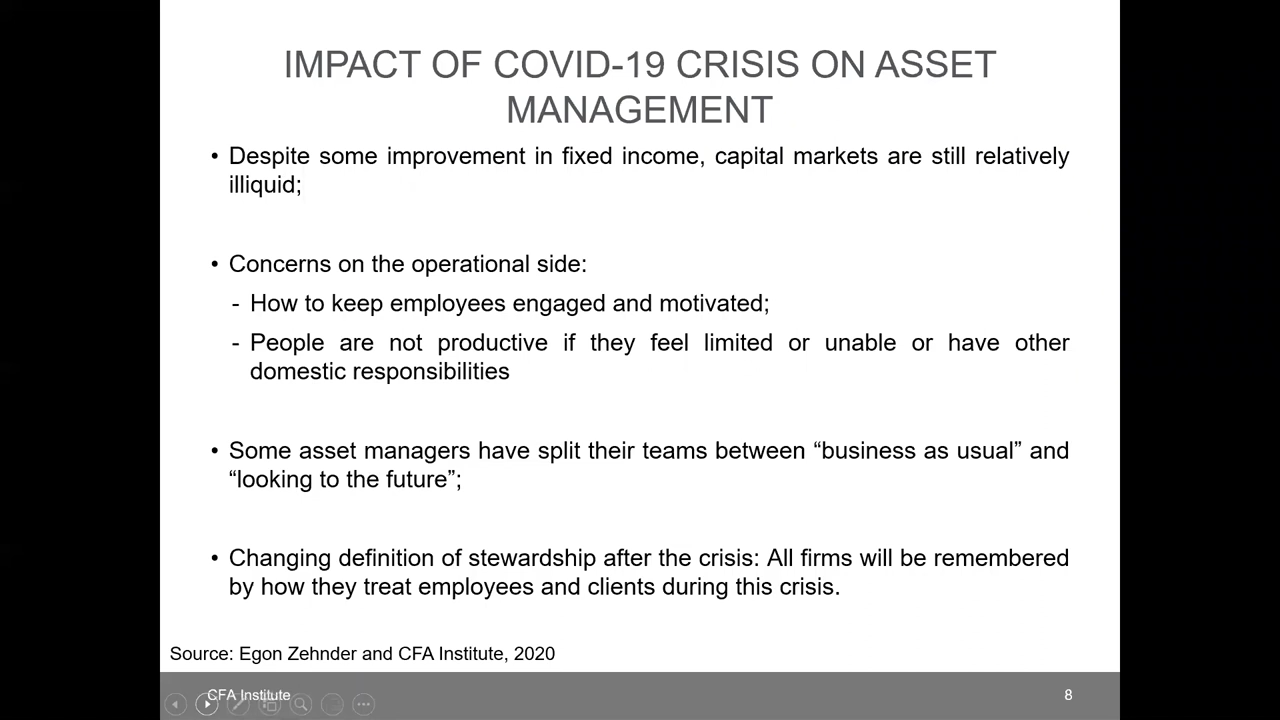 IMPACT OF COVID-19 CRISIS ON ASSET
MANAGEMENT
• Despite some improvement in fixed income, capital markets are still relatively
illiquid;
• Concerns on the operational side:
- How to keep employees engaged and motivated;
- People are not productive if they feel limited or unable or have other
domestic responsibilities
• Some asset managers have split their teams between “business as usual” and
“looking to the future”;
• Changing definition of stewardship after the crisis: All firms will be remembered
by how they treat employees and clients during this crisis.
Source: Egon Zehnder and CFA Institute, 2020
CFA Institute
8